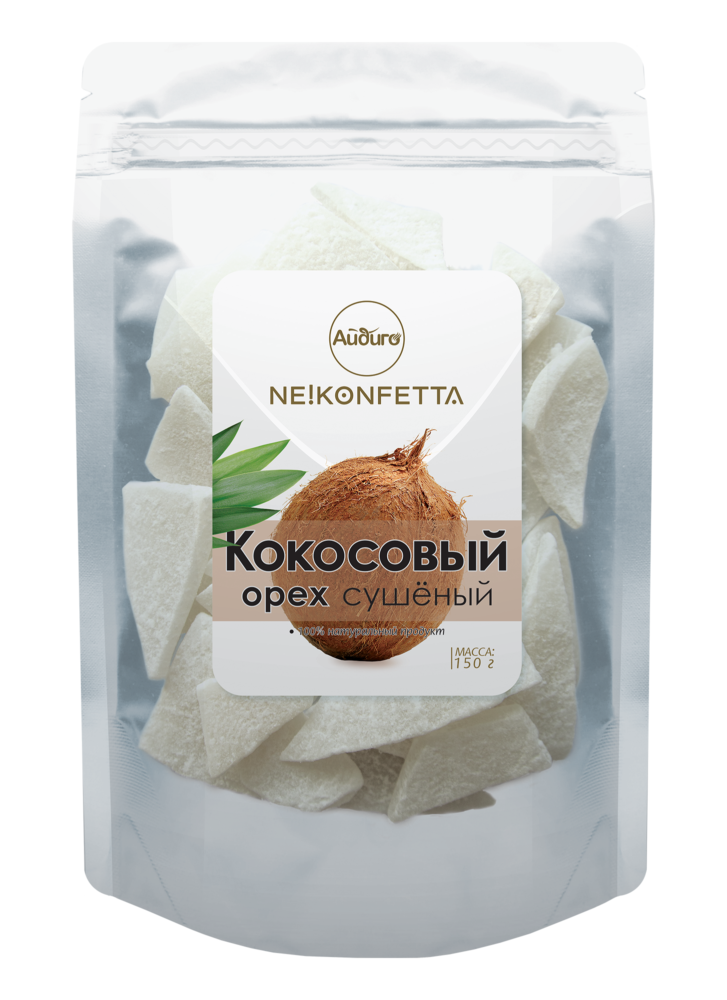 Айдиго
NE!KONFETTA
Кокосовый
орех сушёный
• 100% натуральный продукт
МАССА:
150 г